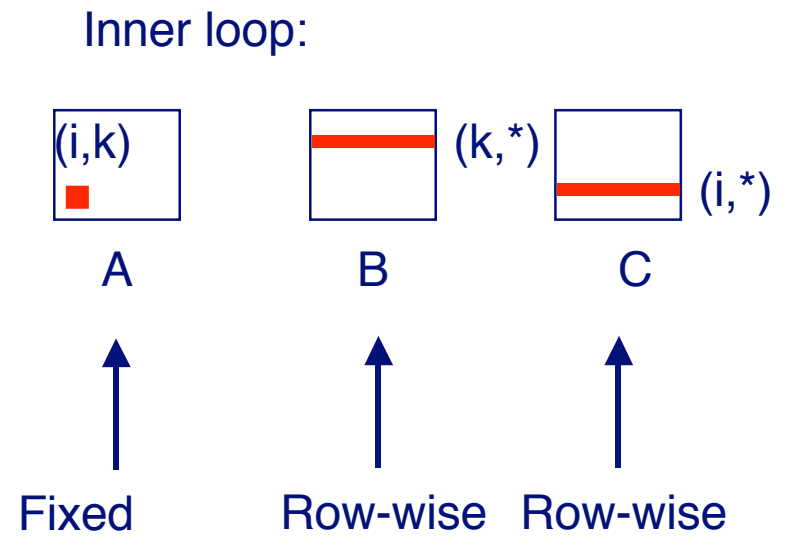 Inner loop:
(i,k)
(k,*)
(i,*)
A
B
C
Fixed
Row-wise
Row-wise